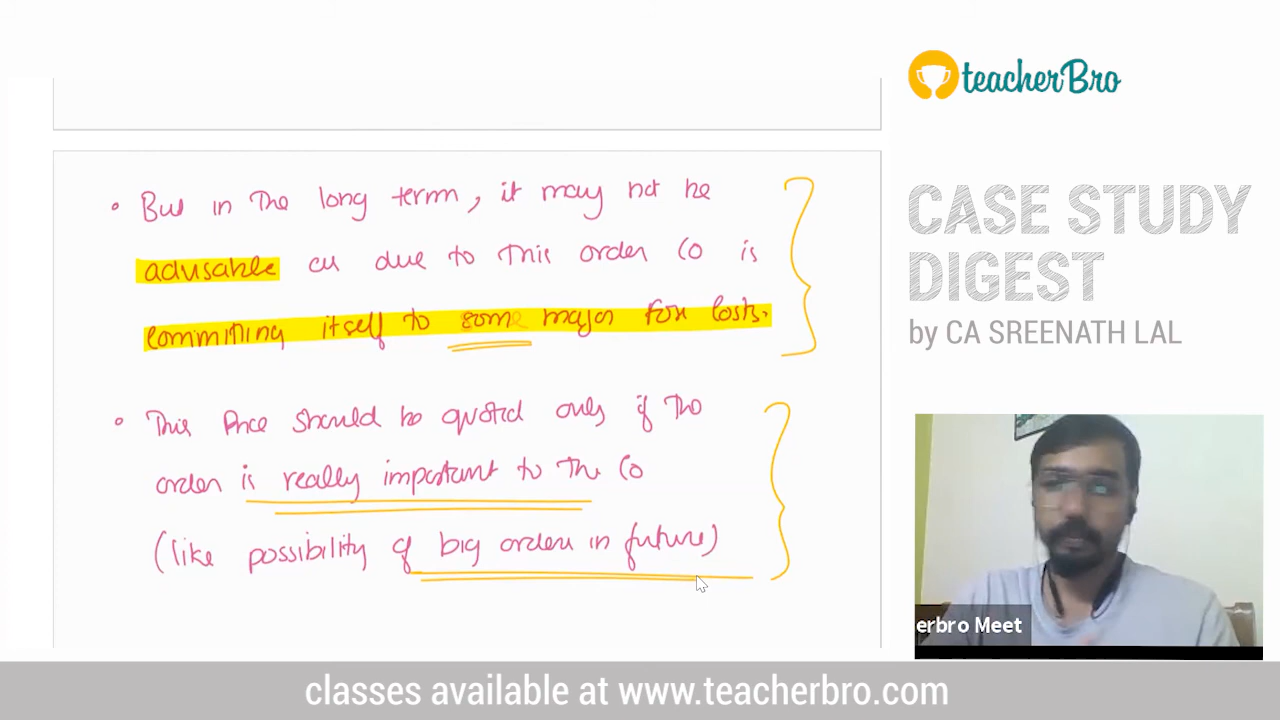 teacherBro
• But in the long term, it may not be
advisable as due to this order Co is
committing itself to some major for costs.
• This Price should be quoted only if the
order is really important to the Co
(like possibility of big orders in future)
CASE STUDY
DIGEST
by CA SREENATH LAL
erbro Meet
classes available at www.teacherbro.com